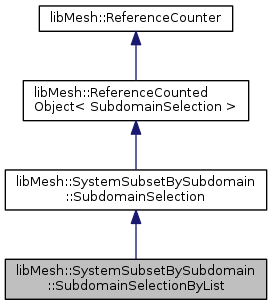 libMesh::ReferenceCounter
libMesh::ReferenceCounted
Object< SubdomainSelection >
libMesh::SystemSubsetBySubdomain
::SubdomainSelection
libMesh::SystemSubsetBySubdomain
::SubdomainSelectionByList